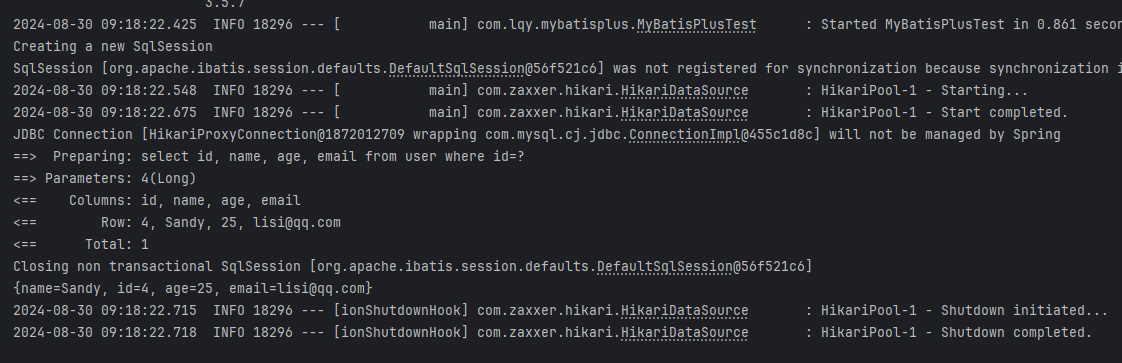 3.5.7
2024-08-30 09:18:22.425  INFO 18296 --- [           main] com.lqy.mybatisplus.MyBatisPlusTest      : Started MyBatisPlusTest in 0.861
Creating a new SqlSession
SqlSession [org.apache.ibatis.session.defaults.DefaultSqlSession@56f521c6] was not registered for synchronization because synchronization
2024-08-30 09:18:22.548  INFO 18296 --- [           main] com.zaxxer.hikari.HikariDataSource       : HikariPool-1 - Starting...
2024-08-30 09:18:22.675  INFO 18296 --- [           main] com.zaxxer.hikari.HikariDataSource       : HikariPool-1 - Start completed.
JDBC Connection [HikariProxyConnection@1872012709 wrapping com.mysql.cj.jdbc.ConnectionImpl@455c1d8c] will not be managed by Spring
==>  Preparing: select id, name, age, email from user where id=?
==> Parameters: 4(Long)
<==    Columns: id, name, age, email
<==        Row: 4, Sandy, 25, lisi@qq.com
<==      Total: 1
Closing non transactional SqlSession [org.apache.ibatis.session.defaults.DefaultSqlSession@56f521c6]
{name=Sandy, id=4, age=25, email=lisi@qq.com}
2024-08-30 09:18:22.715  INFO 18296 --- [ionShutdownHook] com.zaxxer.hikari.HikariDataSource       : HikariPool-1 - Shutdown initiated...
2024-08-30 09:18:22.718  INFO 18296 --- [ionShutdownHook] com.zaxxer.hikari.HikariDataSource       : HikariPool-1 - Shutdown completed.